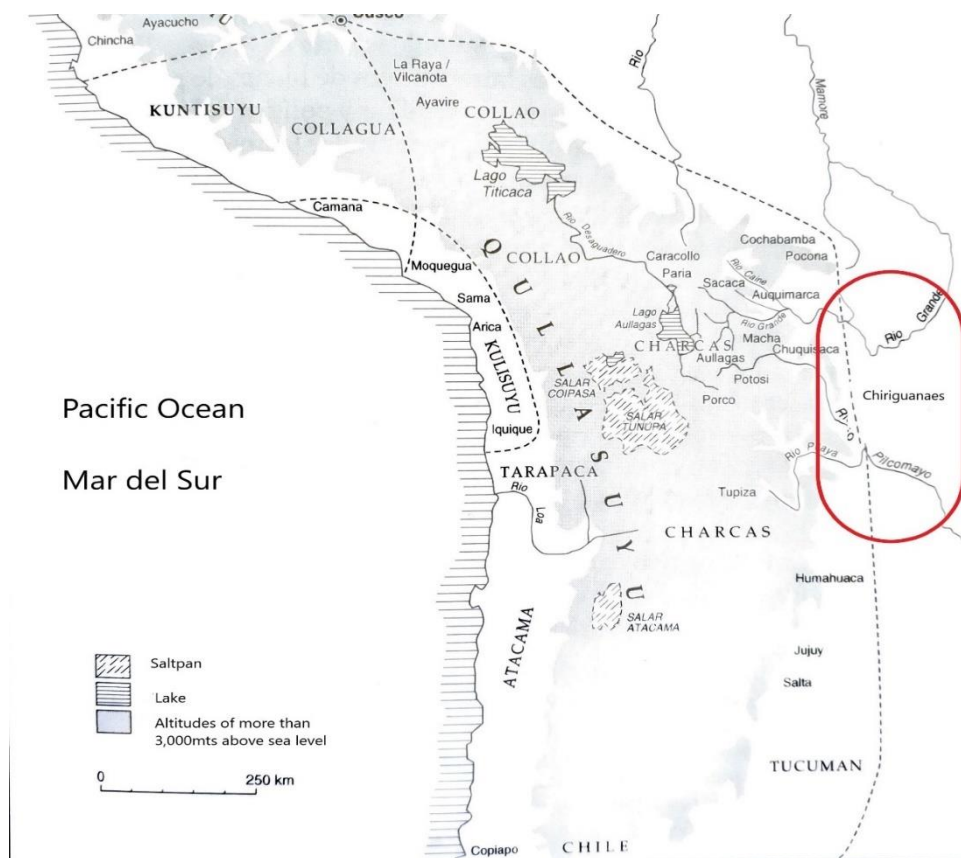 Cusco
Ayacucho
U
Chincha
La Raya /
Vilcanota
Ayavire
KUNTISUYU
COLLAGUA
COLLAO
Rio
Mamore
Lago
Titicaca
Camana
Rio Desaguadero
Q U L L A S U Y U
COLLAO
Caracollo
Paria
Cochabamba
Pocona
Moquegua
Sacaca
Rio Caine
Auquimarca
Sama
Arica
Lago
Aullagas
Rio Grande
Macha
Rio Grande
CHARCAS
Aullagas
Chuquisaca
KULISUYU
SALAR
COIPASA
Potosi
Porco
Chiriguanaes
Pacific Ocean
SALAR
TUNUPA
Iquique
Mar del Sur
TARAPACA
Rio
Pilcomayo
Rio
Loa
Tupiza
CHARCAS
Humahuaca
SALAR
ATACAMA
ATACAMA
Jujuy
Salta
Saltpan
Lake
Altitudes of more than
3,000mts above sea level
0 250 km
TUCUMAN
Copiapo
CHILE